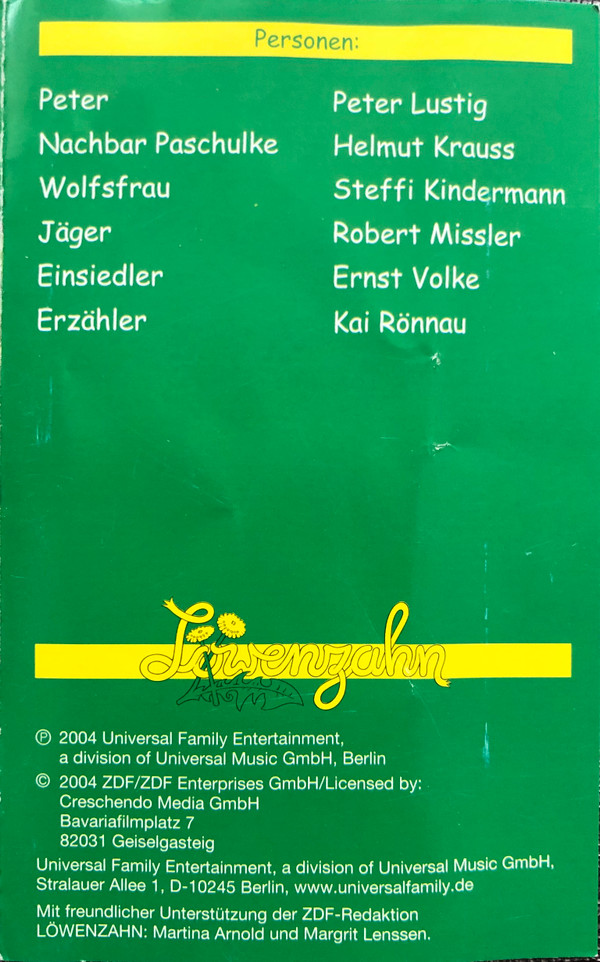 Personen:
Peter Peter Lustig
Nachbar Paschulke Helmut Krauss
Wolfsfrau Steffi Kindermann
Jäger Robert Missler
Einsiedler Ernst Volke
Erzähler Kai Rönnau
Löwenzahn
℗ 2004 Universal Family Entertainment,
a division of Universal Music GmbH, Berlin
© 2004 ZDF/ZDF Enterprises GmbH/Licensed by:
Creschendo Media GmbH
Bavariafilmplatz 7
82031 Geiselgasteig
Universal Family Entertainment, a division of Universal Music GmbH,
Stralauer Allee 1, D-10245 Berlin, www.universalfamily.de
Mit freundlicher Unterstützung der ZDF-Redaktion
LÖWENZAHN: Martina Arnold und Margrit Lenssen.